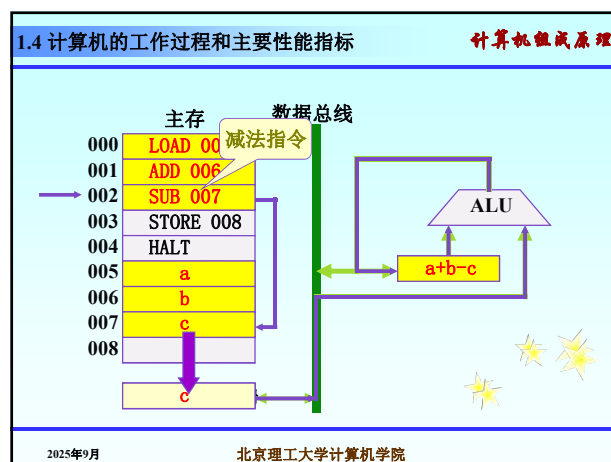 1.4 计算机的工作过程和主要性能指标
计算机组成原理
主存
数据总线
减法指令
000 LOAD 00
001 ADD 006
002 SUB 007
003 STORE 008
004 HALT
005 a
006 b
007 c
008
c
ALU
a+b-c
2025年9月
北京理工大学计算机学院